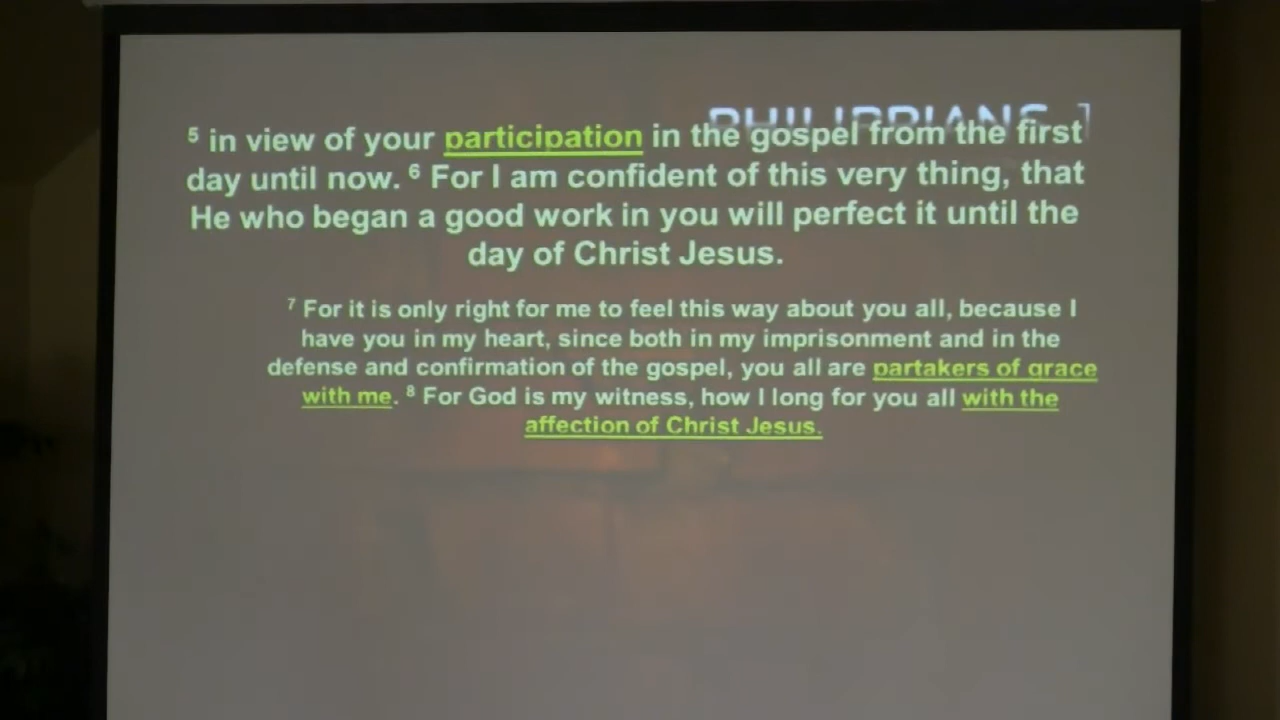 PHILIPPIANS 1
⁵ in view of your participation in the gospel from the first
day until now. ⁶ For I am confident of this very thing, that
He who began a good work in you will perfect it until the
day of Christ Jesus.
⁷ For it is only right for me to feel this way about you all, because I
have you in my heart, since both in my imprisonment and in the
defense and confirmation of the gospel, you all are partakers of grace
with me. ⁸ For God is my witness, how I long for you all with the
affection of Christ Jesus.